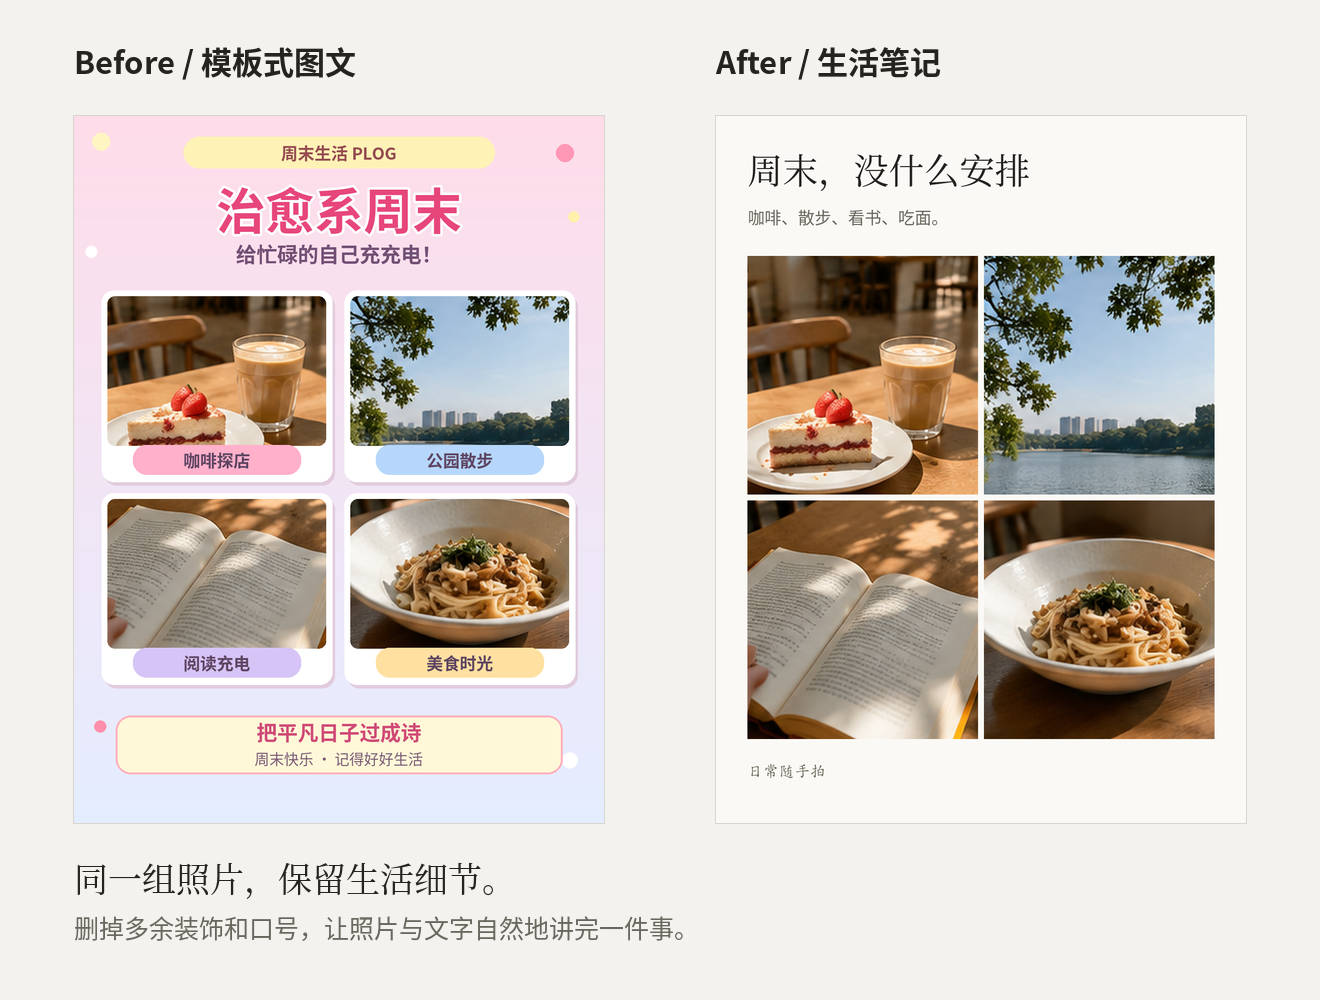 Before / 模板式图文
周末生活 PLOG
治愈系周末
给忙碌的自己充充电！
咖啡探店
公园散步
阅读充电
美食时光
把平凡日子过成诗
周末快乐 · 记得好好生活
After / 生活笔记
周末，没什么安排
咖啡、散步、看书、吃面。
日常随手拍
同一组照片，保留生活细节。
删掉多余装饰和口号，让照片与文字自然地讲完一件事。